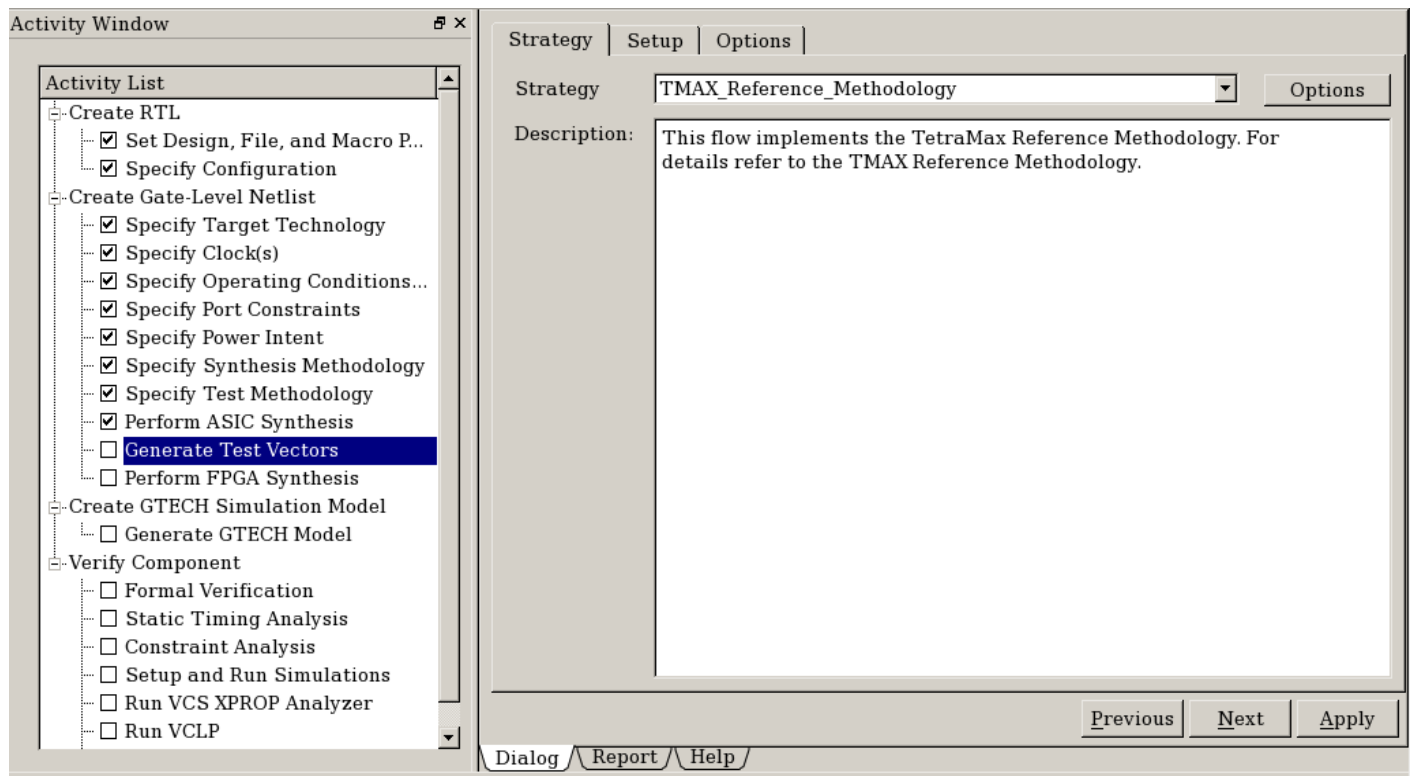 Activity Window
Activity List
Create RTL
Set Design, File, and Macro P...
Specify Configuration
Create Gate-Level Netlist
Specify Target Technology
Specify Clock(s)
Specify Operating Conditions...
Specify Port Constraints
Specify Power Intent
Specify Synthesis Methodology
Specify Test Methodology
Perform ASIC Synthesis
Generate Test Vectors
Perform FPGA Synthesis
Create GTECH Simulation Model
Generate GTECH Model
Verify Component
Formal Verification
Static Timing Analysis
Constraint Analysis
Setup and Run Simulations
Run VCS XPROP Analyzer
Run VCLP
Strategy Setup Options
Strategy TMAX_Reference_Methodology Options
Description: This flow implements the TetraMax Reference Methodology. For
details refer to the TMAX Reference Methodology.
Previous Next Apply
Dialog Report Help